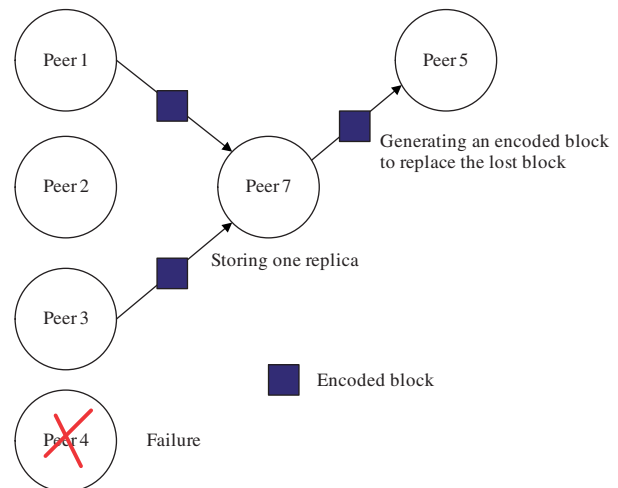 Peer 1
Peer 5
Generating an encoded block
to replace the lost block
Peer 2
Peer 7
Storing one replica
Peer 3
Encoded block
Peer 4
Failure